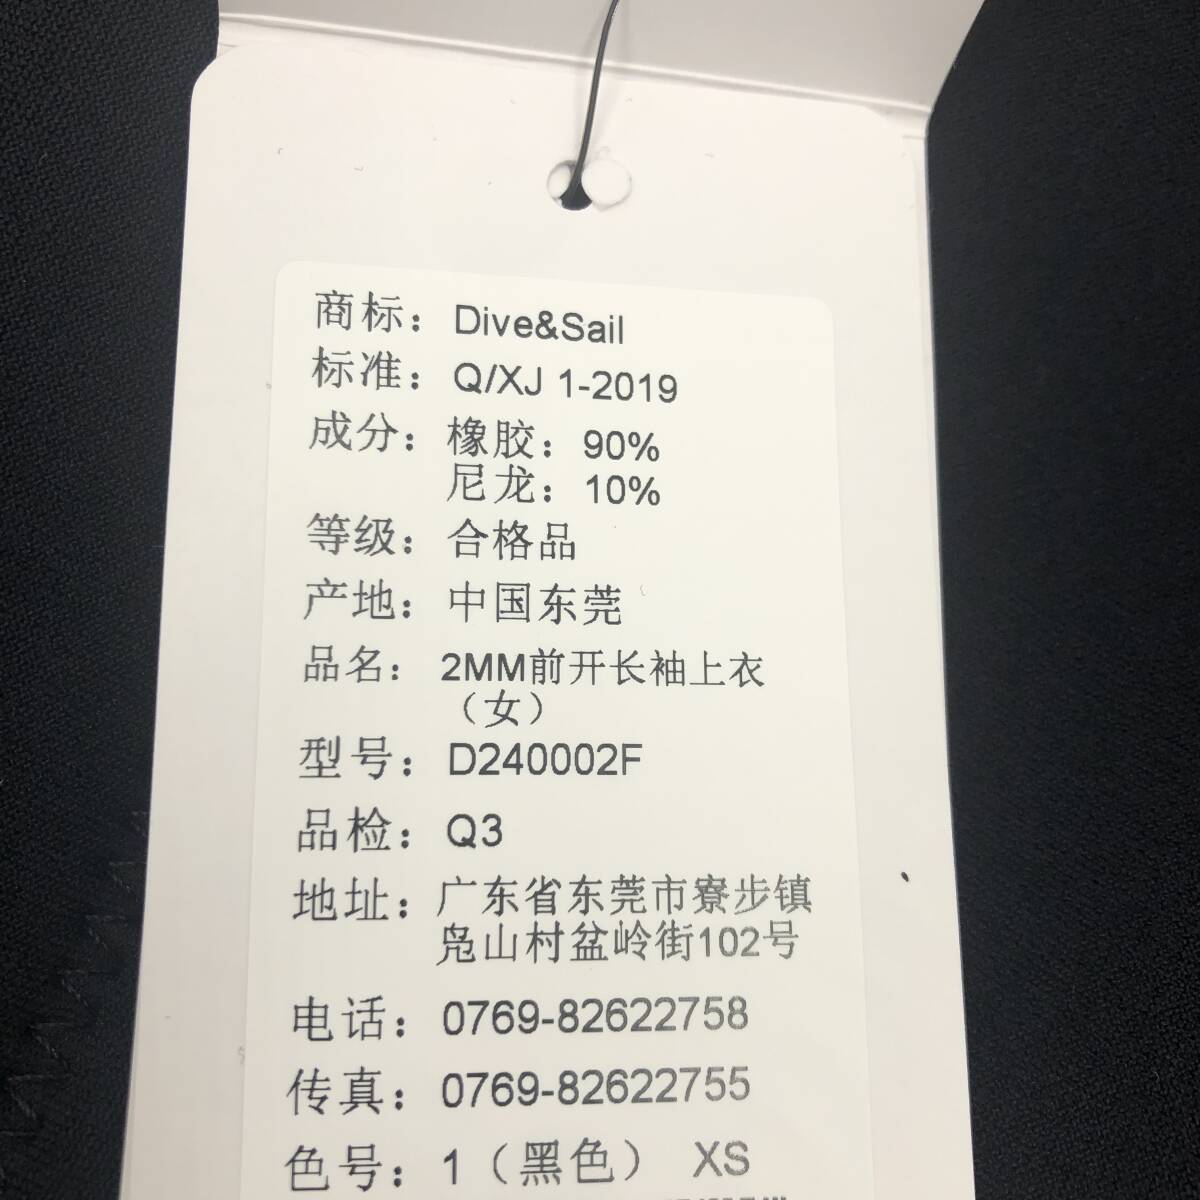 商标：Dive&Sail
标准：Q/XJ 1-2019
成分：橡胶：90%
尼龙：10%
等级：合格品
产地：中国东莞
品名：2MM前开长袖上衣
（女）
型号：D240002F
品检：Q3
地址：广东省东莞市寮步镇
凫山村盆岭街102号
电话：0769-82622758
传真：0769-82622755
色号：1（黑色） XS